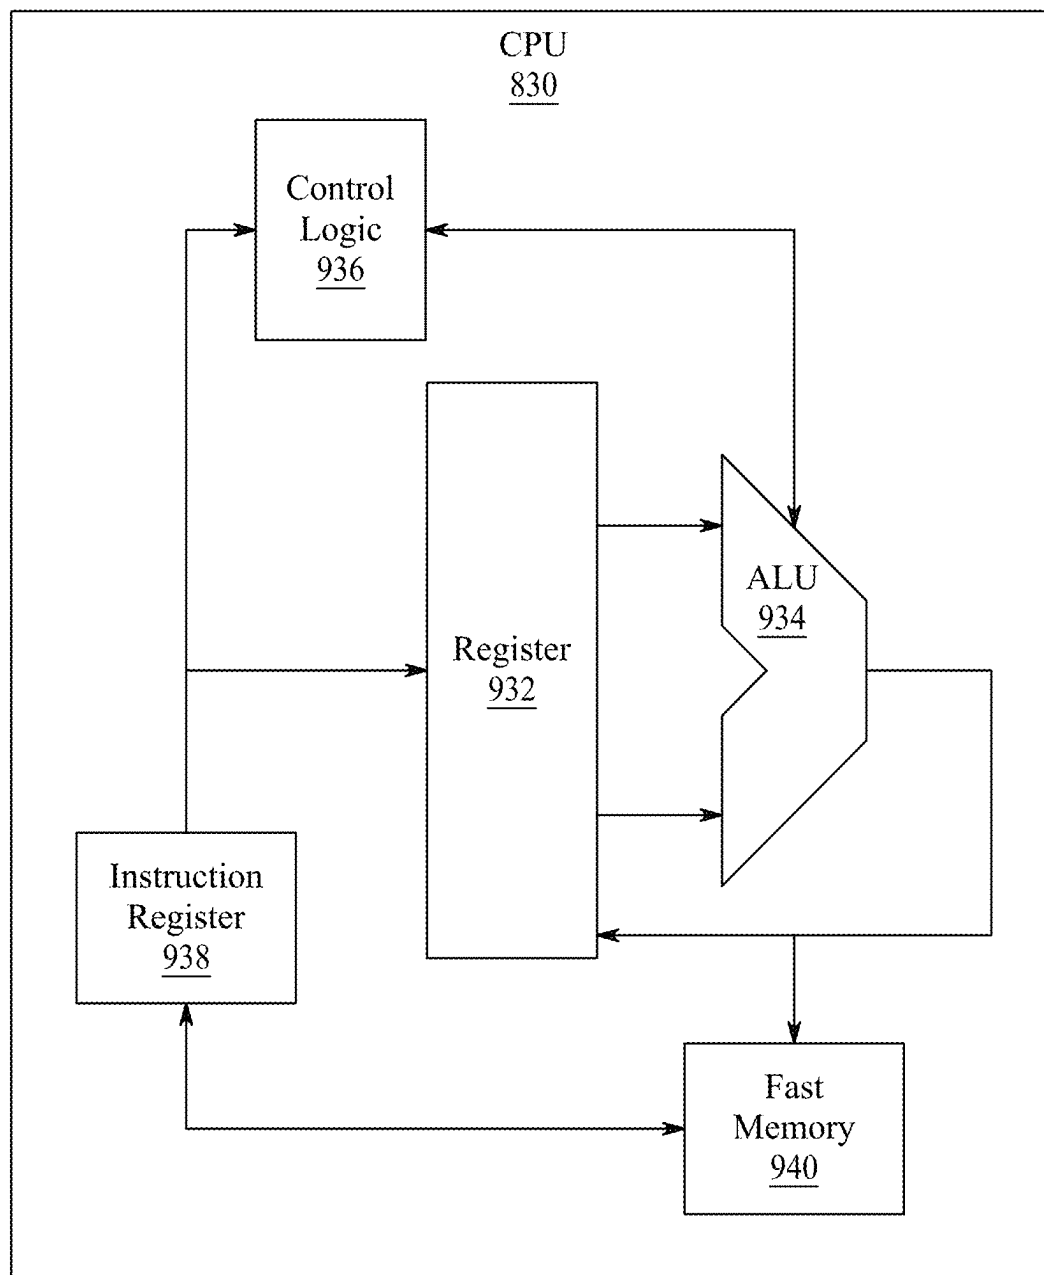 CPU
830
Control
Logic
936
ALU
934
Register
932
Instruction
Register
938
Fast
Memory
940